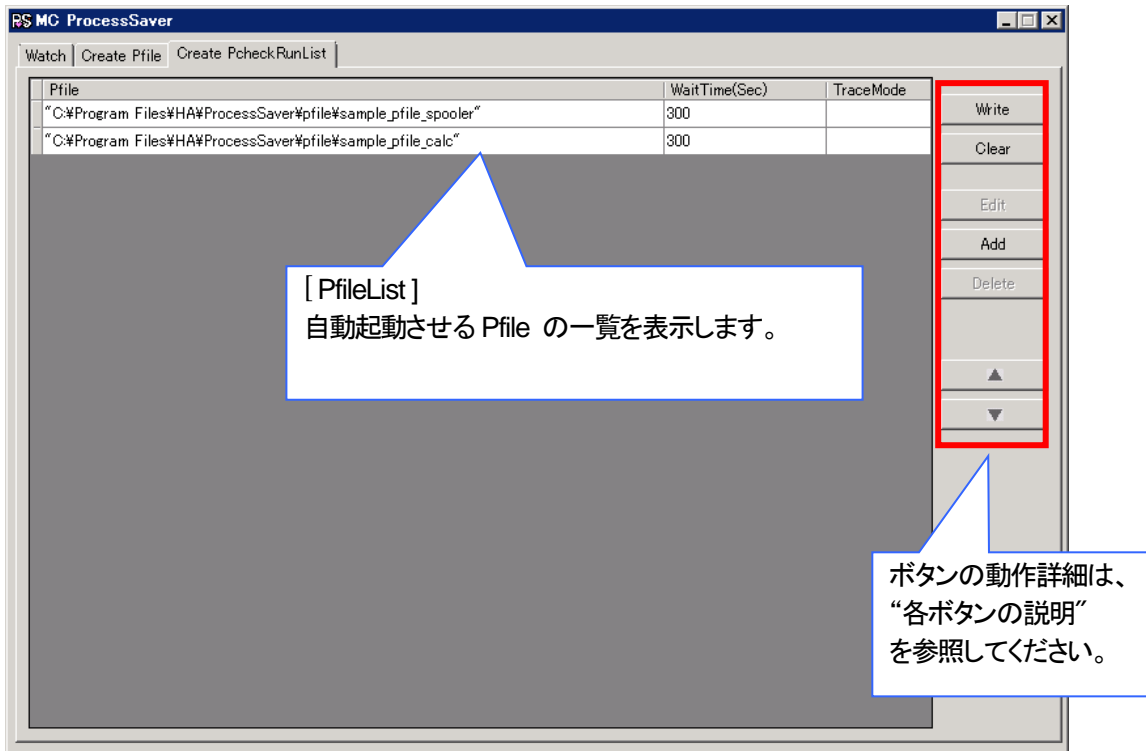 MC ProcessSaver
Watch Create Pfile Create PcheckRunList
Pfile WaitTime(Sec) TraceMode
"C:¥Program Files¥HA¥ProcessSaver¥pfile¥sample_pfile_spooler" 300
"C:¥Program Files¥HA¥ProcessSaver¥pfile¥sample_pfile_calc" 300
Write
Clear
Edit
Add
Delete
▲
▼
[ PfileList ]
自動起動させる Pfile の一覧を表示します。
ボタンの動作詳細は、
“各ボタンの説明”
を参照してください。